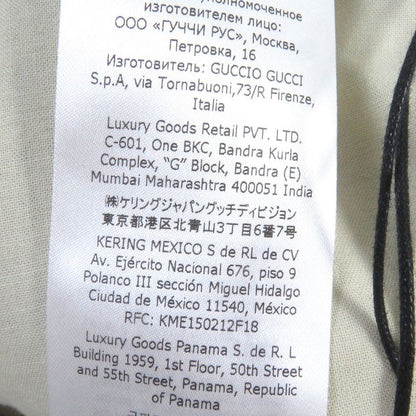 уполномоченное
изготовителем лицо:
ООО «ГУЧЧИ РУС», Москва,
Петровка, 16
Изготовитель: GUCCIO GUCCI
S.p.A, via Tornabuoni,73/R Firenze,
Italia
Luxury Goods Retail PVT. LTD.
C-601, One BKC, Bandra Kurla
Complex, “G” Block, Bandra (E)
Mumbai Maharashtra 400051 India
㈱ケリングジャパングッチディビジョン
東京都港区北青山3丁目6番7号
KERING MEXICO S de RL de CV
Av. Ejército Nacional 676, piso 9
Polanco III sección Miguel Hidalgo
Ciudad de México 11540, México
RFC: KME150212F18
Luxury Goods Panama S. de R. L
Building 1959, 1st Floor, 50th Street
and 55th Street, Panama, Republic
of Panama